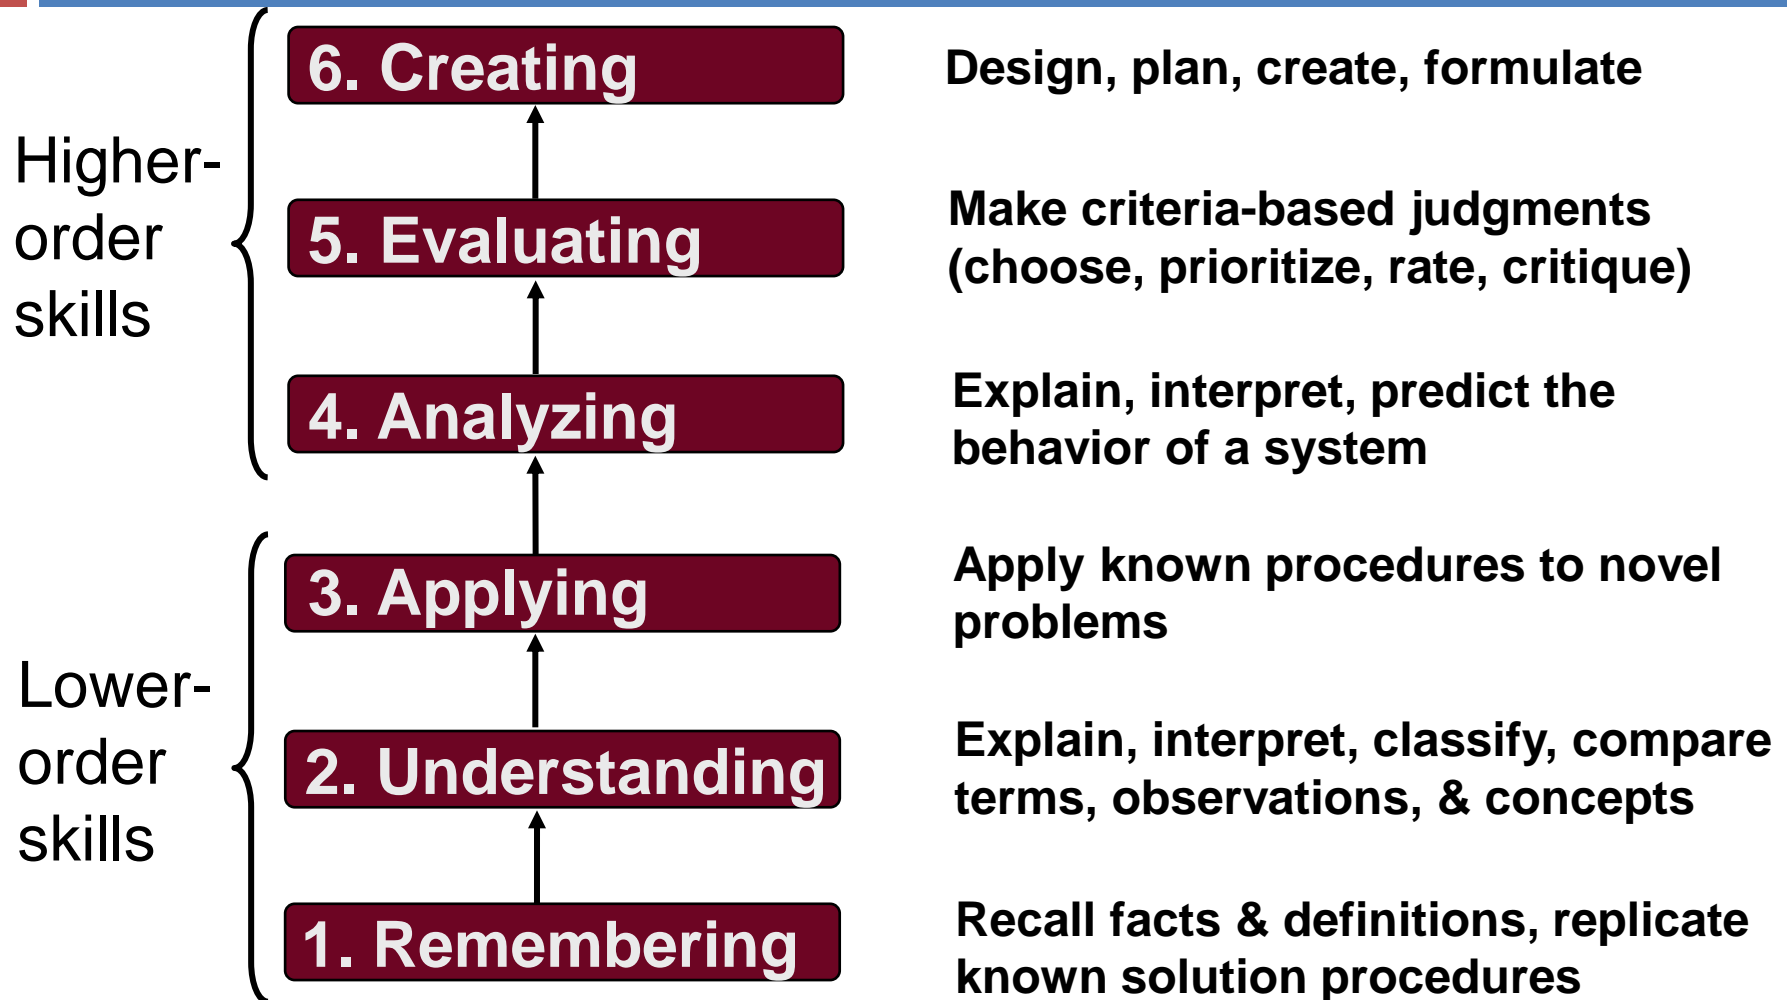 6. Creating
Design, plan, create, formulate
Higher-
order
skills
5. Evaluating
Make criteria-based judgments
(choose, prioritize, rate, critique)
4. Analyzing
Explain, interpret, predict the
behavior of a system
3. Applying
Apply known procedures to novel
problems
Lower-
order
skills
2. Understanding
Explain, interpret, classify, compare
terms, observations, & concepts
1. Remembering
Recall facts & definitions, replicate
known solution procedures